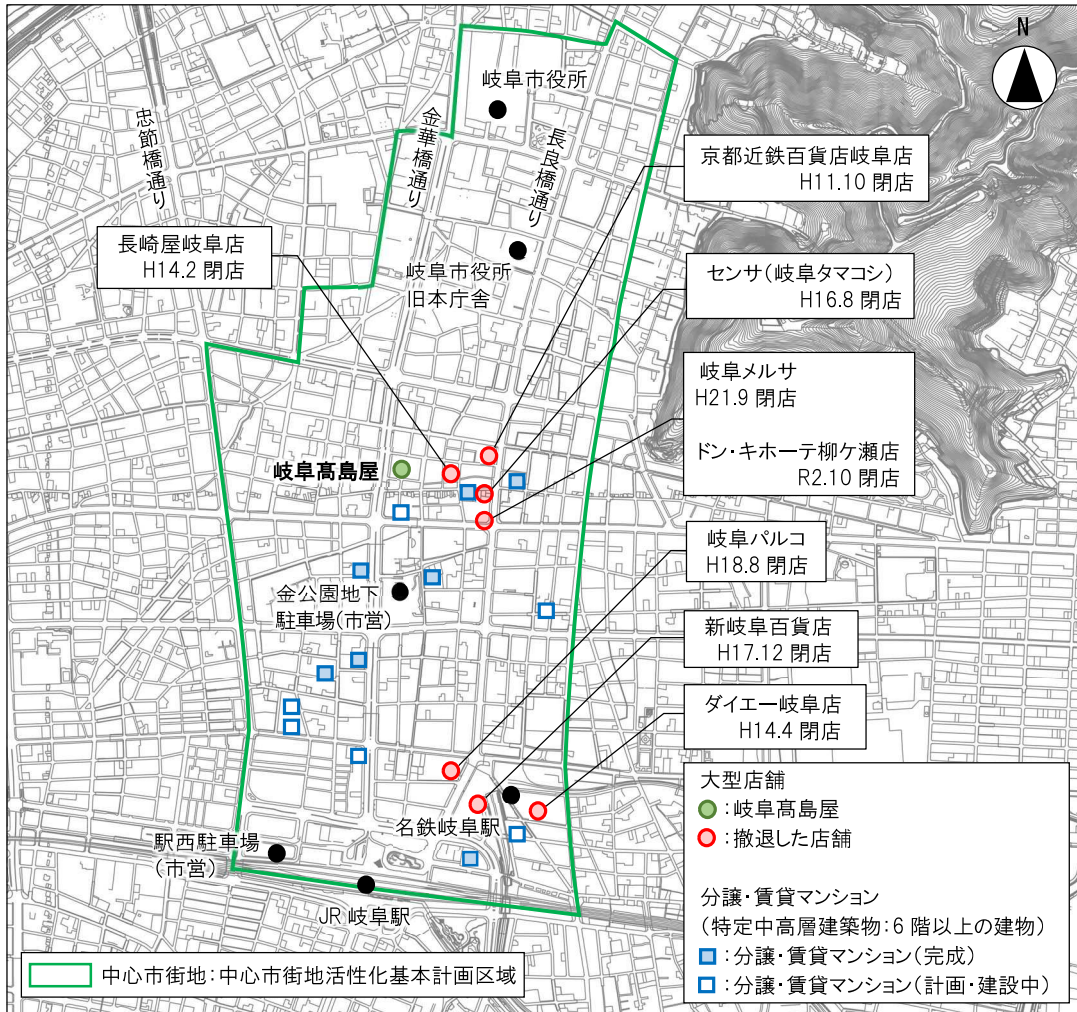 N
岐阜市役所
忠節橋通り
金華橋通り
長良橋通り
京都近鉄百貨店岐阜店
H11.10 閉店
長崎屋岐阜店
H14.2 閉店
岐阜市役所
旧本庁舎
センサ(岐阜タマコシ)
H16.8 閉店
岐阜メルサ
H21.9 閉店
ドン・キホーテ柳ケ瀬店
R2.10 閉店
岐阜髙島屋
岐阜パルコ
H18.8 閉店
金公園地下
駐車場(市営)
新岐阜百貨店
H17.12 閉店
ダイエー岐阜店
H14.4 閉店
名鉄岐阜駅
駅西駐車場
(市営)
JR 岐阜駅
大型店舗
:岐阜髙島屋
:撤退した店舗
分譲・賃貸マンション
(特定中高層建築物:6 階以上の建物)
:分譲・賃貸マンション(完成)
:分譲・賃貸マンション(計画・建設中)
中心市街地:中心市街地活性化基本計画区域